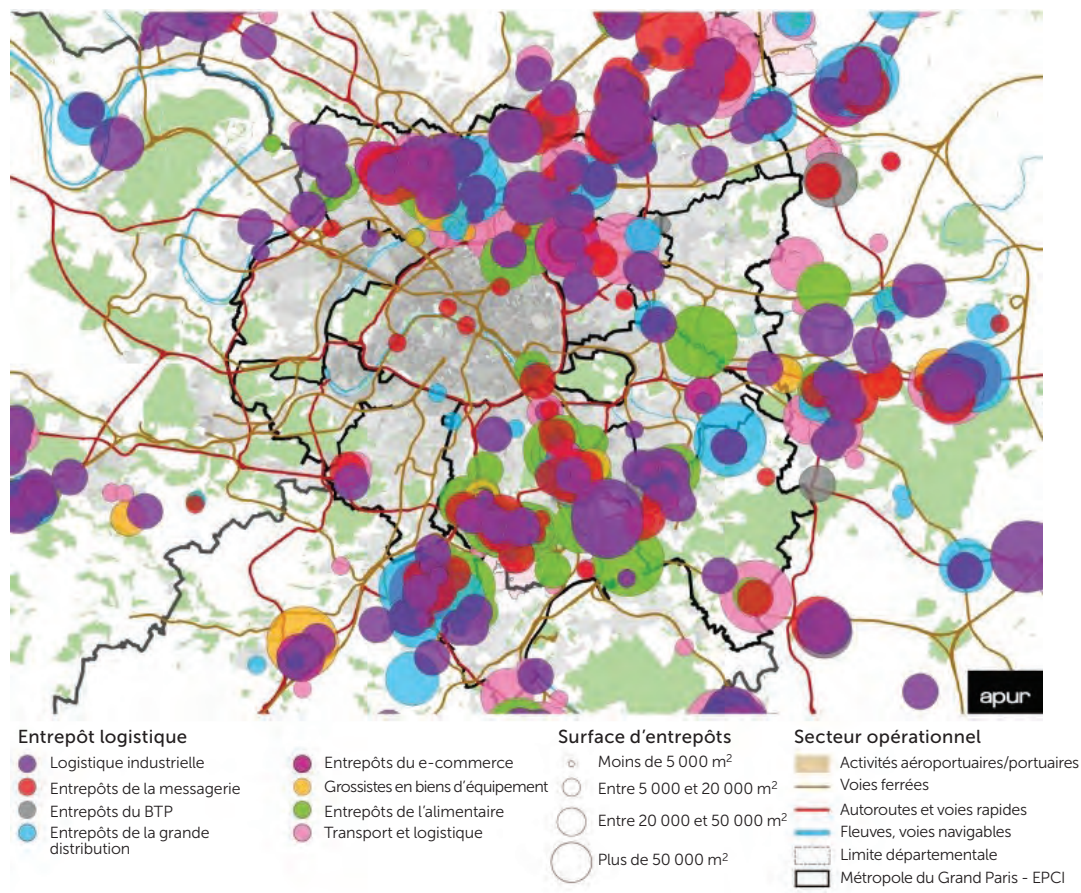 apur
Entrepôt logistique
Logistique industrielle
Entrepôts de la messagerie
Entrepôts du BTP
Entrepôts de la grande
distribution
Entrepôts du e-commerce
Grossistes en biens d'équipement
Entrepôts de l'alimentaire
Transport et logistique
Surface d'entrepôts
Moins de 5 000 m²
Entre 5 000 et 20 000 m²
Entre 20 000 et 50 000 m²
Plus de 50 000 m²
Secteur opérationnel
Activités aéroportuaires/portuaires
Voies ferrées
Autoroutes et voies rapides
Fleuves, voies navigables
Limite départementale
Métropole du Grand Paris - EPCI